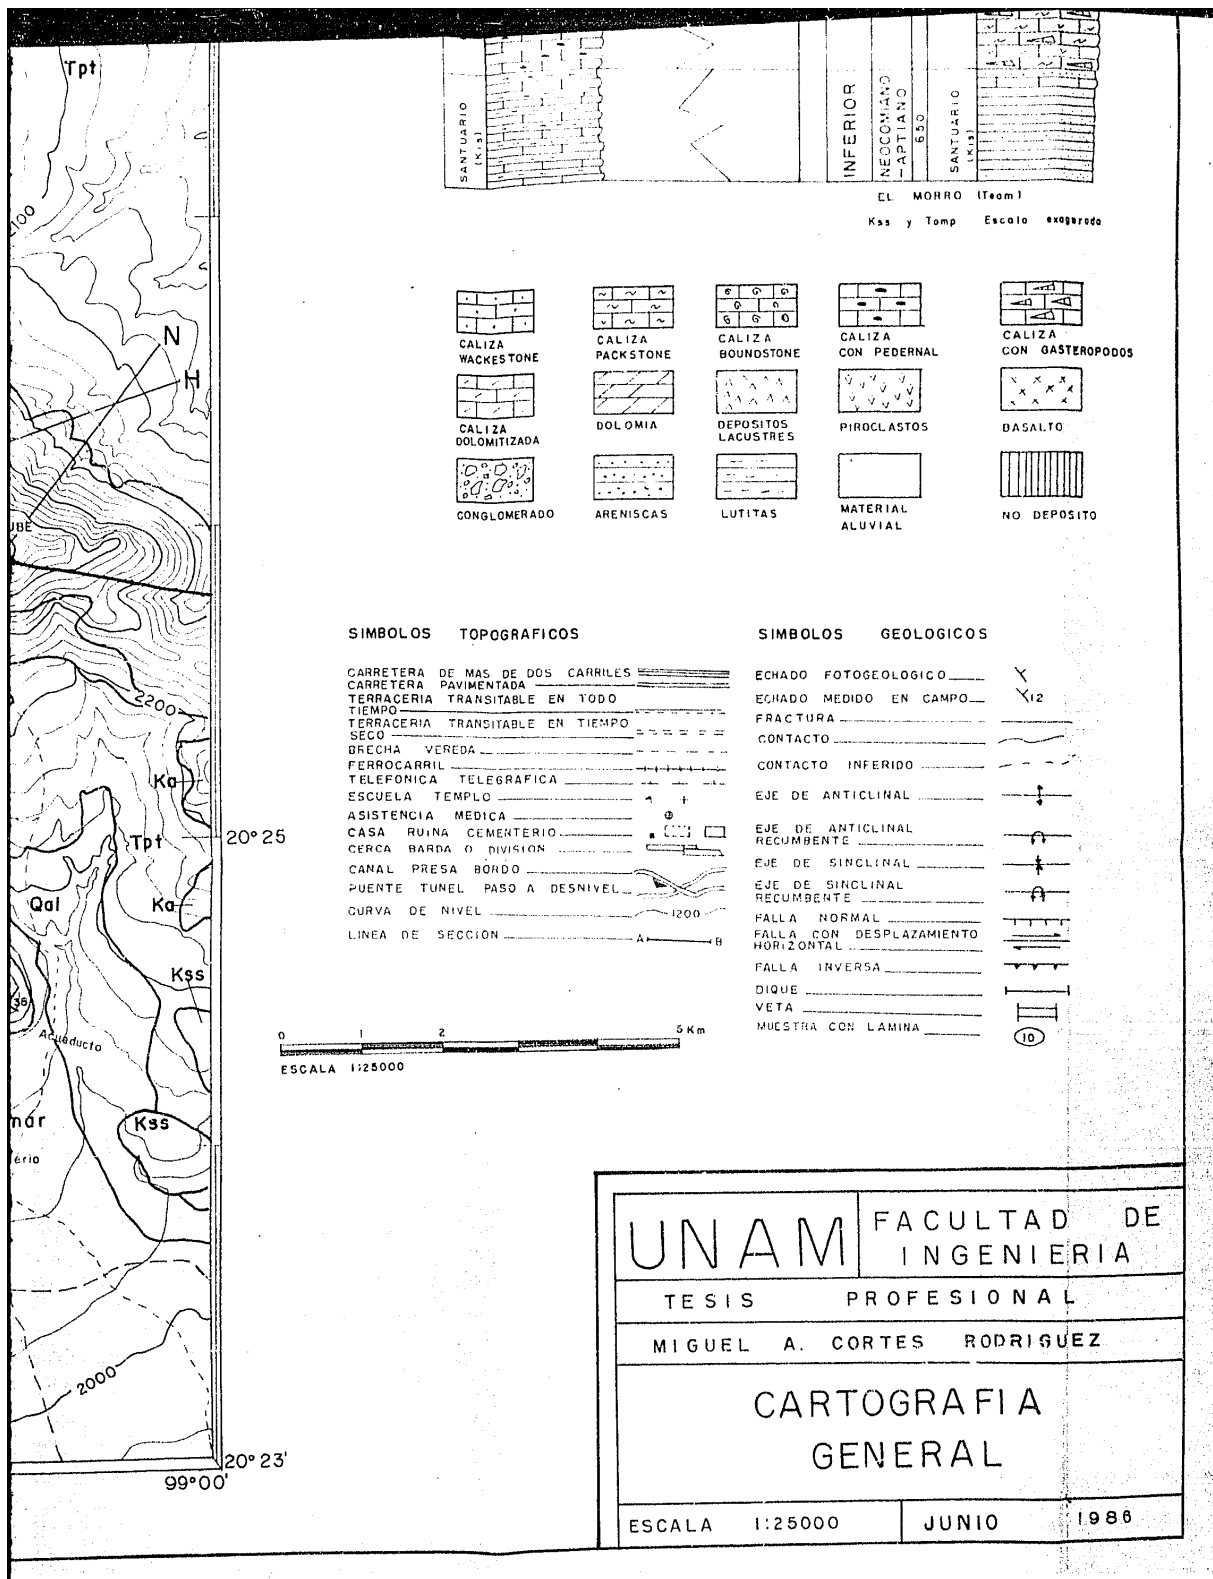 Tpt
2100
N
H
UBE
2200
Ka
Tpt
Qal
Ka
Kss
38
Acueducto
nar
Kss
ério
2000
20° 25
20° 23'
99° 00'
SANTUARIO
(Kis)
INFERIOR
NEOCOMIANO
—APTIANO
650
SANTUARIO
(Kis)
EL MORRO (Teom)
Kss y Tomp Escala exagerada
CALIZA
WACKESTONE
CALIZA
PACKSTONE
CALIZA
BOUNDSTONE
CALIZA
CON PEDERNAL
CALIZA
CON GASTEROPODOS
CALIZA
DOLOMITIZADA
DOLOMIA
DEPOSITOS
LACUSTRES
PIROCLASTOS
BASALTO
CONGLOMERADO
ARENISCAS
LUTITAS
MATERIAL
ALUVIAL
NO DEPOSITO
SIMBOLOS TOPOGRAFICOS
CARRETERA DE MAS DE DOS CARRILES
CARRETERA PAVIMENTADA
TERRACERIA TRANSITABLE EN TODO
TIEMPO
TERRACERIA TRANSITABLE EN TIEMPO
SECO
BRECHA VEREDA
FERROCARRIL
TELEFONICA TELEGRAFICA
ESCUELA TEMPLO
ASISTENCIA MEDICA
CASA RUINA CEMENTERIO
CERCA BARDA O DIVISION
CANAL PRESA BORDO
PUENTE TUNEL PASO A DESNIVEL
CURVA DE NIVEL 1200
LINEA DE SECCION A B
SIMBOLOS GEOLOGICOS
ECHADO FOTOGEOLOGICO
ECHADO MEDIDO EN CAMPO 12
FRACTURA
CONTACTO
CONTACTO INFERIDO
EJE DE ANTICLINAL
EJE DE ANTICLINAL
RECUMBENTE
EJE DE SINCLINAL
EJE DE SINCLINAL
RECUMBENTE
FALLA NORMAL
FALLA CON DESPLAZAMIENTO
HORIZONTAL
FALLA INVERSA
DIQUE
VETA
MUESTRA CON LAMINA 10
0 1 2 5 Km
ESCALA 1:25000
UNAM
FACULTAD DE
INGENIERIA
TESIS PROFESIONAL
MIGUEL A. CORTES RODRIGUEZ
CARTOGRAFIA
GENERAL
ESCALA 1:25000
JUNIO 1986